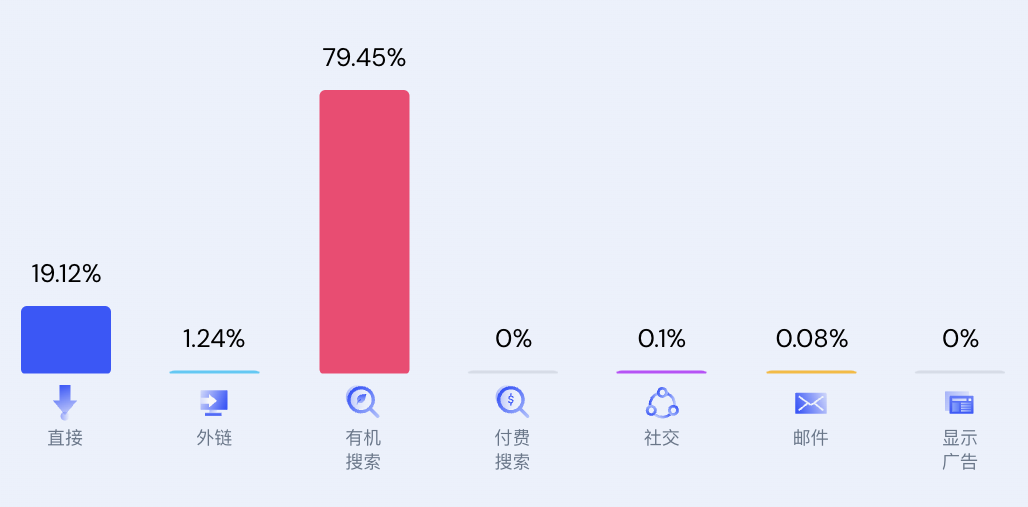 79.45%
19.12%
1.24%
0%
0.1%
0.08%
0%
直接
外链
有机
搜索
付费
搜索
社交
邮件
显示
广告